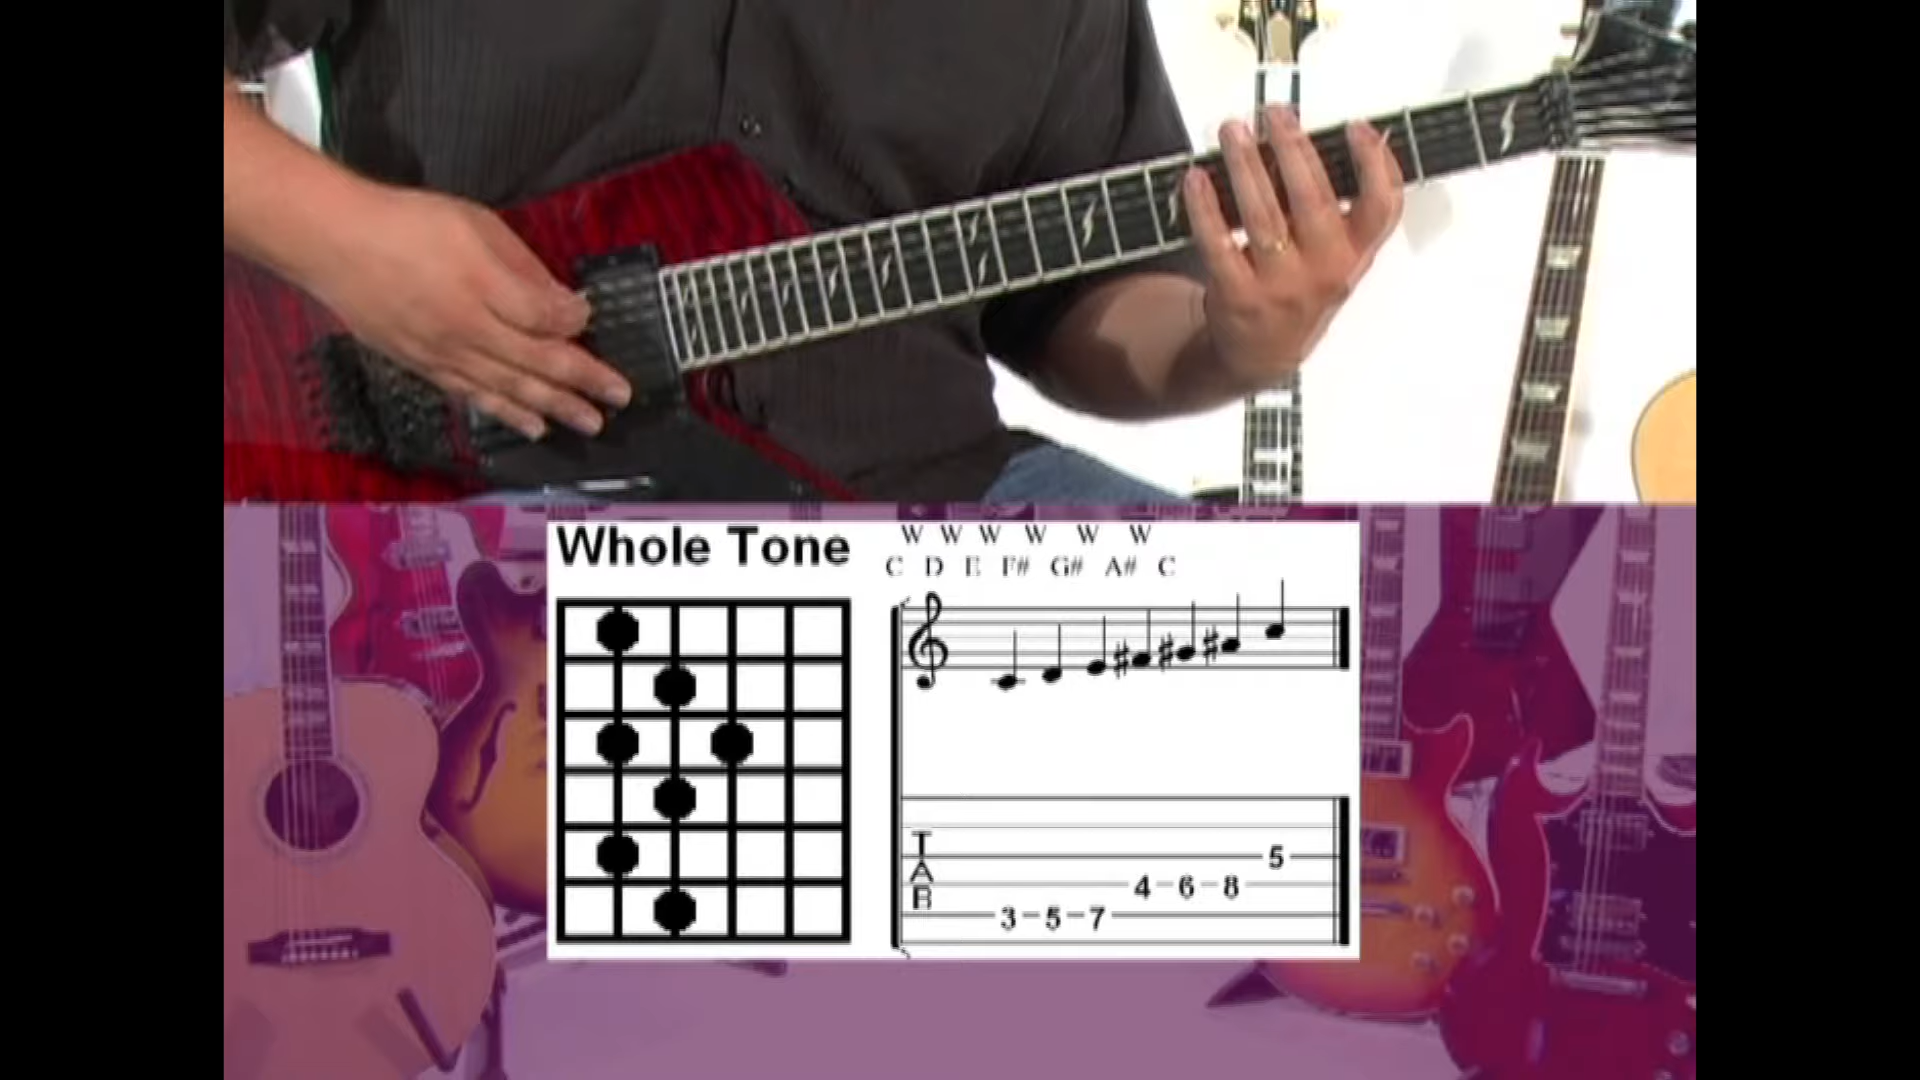 Whole Tone
W W W W W W
C D E F# G# A# C
T
A
B
3-5-7
4-6-8
5